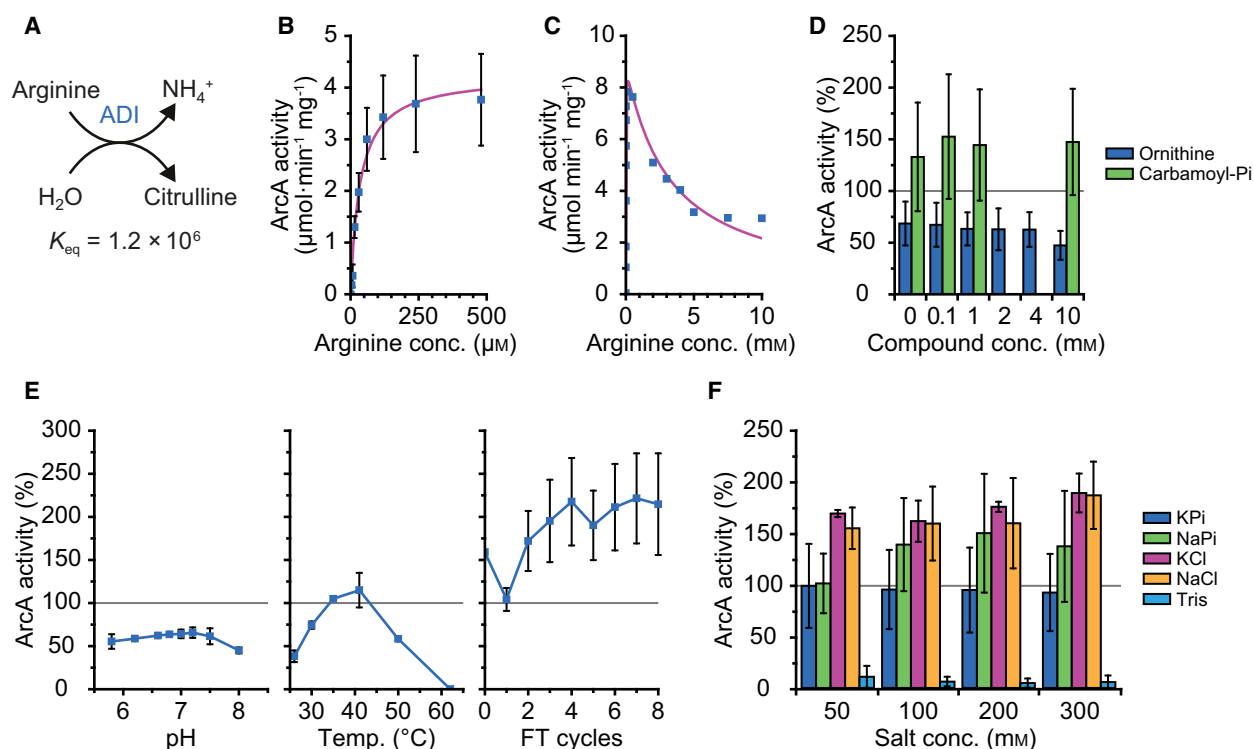 A
Arginine
NH₄⁺
ADI
H₂O
Citrulline
Keq = 1.2 × 10⁶
B
ArcA activity
(µmol·min⁻¹ mg⁻¹)
5
4
3
2
1
0
0 250 500
Arginine conc. (µM)
C
ArcA activity
(µmol min⁻¹ mg⁻¹)
10
8
6
4
2
0
0 5 10
Arginine conc. (mM)
D
ArcA activity (%)
250
200
150
100
50
0
0 0.1 1 2 4 10
Compound conc. (mM)
Ornithine
Carbamoyl-Pi
E
ArcA activity (%)
300
250
200
150
100
50
0
6 7 8
pH
30 40 50 60
Temp. (°C)
0 2 4 6 8
FT cycles
F
ArcA activity (%)
250
200
150
100
50
0
50 100 200 300
Salt conc. (mM)
KPi
NaPi
KCl
NaCl
Tris